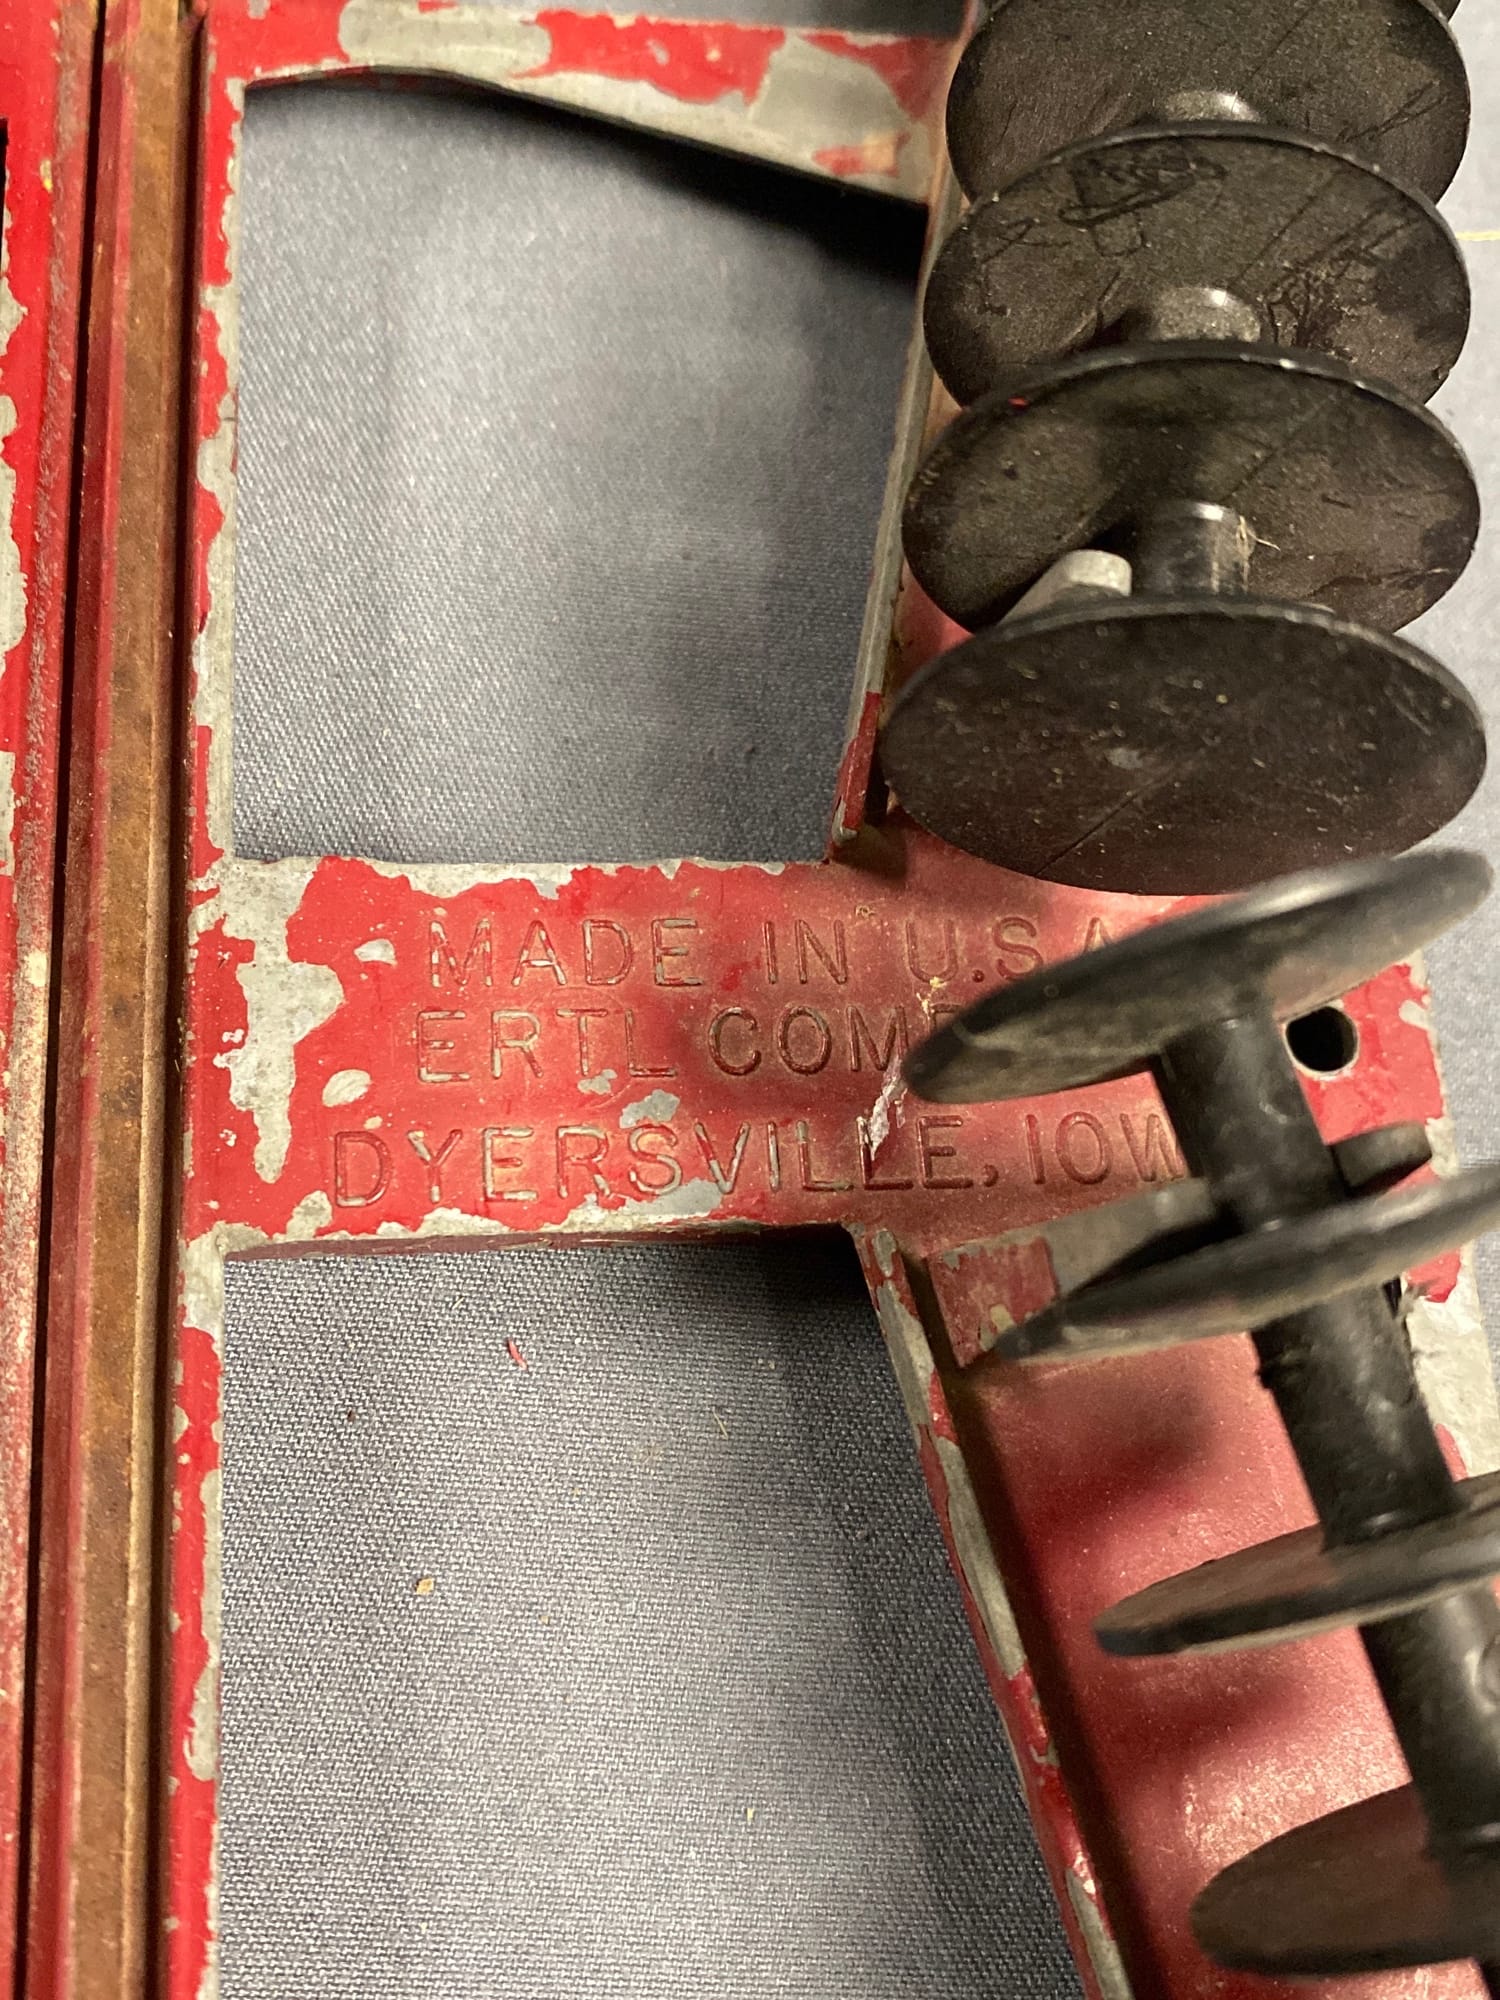 MADE IN U.S.A
ERTL COMP
DYERSVILLE, IOW